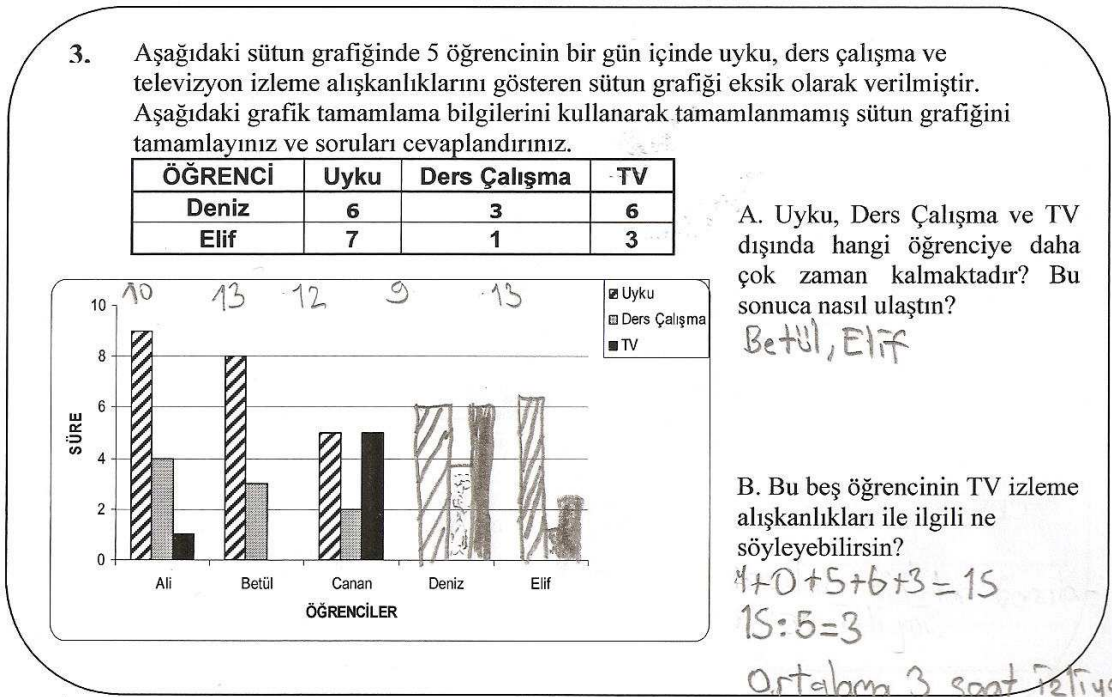 3. Aşağıdaki sütun grafiğinde 5 öğrencinin bir gün içinde uyku, ders çalışma ve
televizyon izleme alışkanlıklarını gösteren sütun grafiği eksik olarak verilmiştir.
Aşağıdaki grafik tamamlama bilgilerini kullanarak tamamlanmamış sütun grafiğini
tamamlayınız ve soruları cevaplandırınız.
ÖĞRENCİ Uyku Ders Çalışma TV
Deniz 6 3 6
Elif 7 1 3
10 13 12 9 13
Uyku
Ders Çalışma
TV
10
8
6
4
2
0
SÜRE
Ali Betül Canan Deniz Elif
ÖĞRENCİLER
A. Uyku, Ders Çalışma ve TV
dışında hangi öğrenciye daha
çok zaman kalmaktadır? Bu
sonuca nasıl ulaştın?
Betül, Elif
B. Bu beş öğrencinin TV izleme
alışkanlıkları ile ilgili ne
söyleyebilirsin?
1+0+5+6+3=15
15:5=3
Ortalama 3 saat